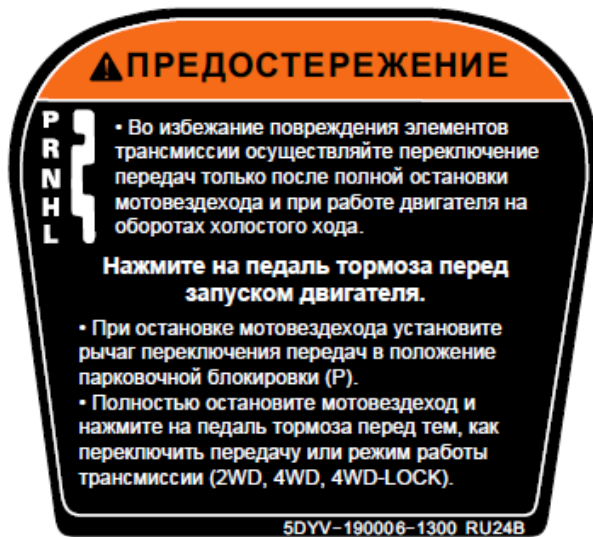 ⚠ПРЕДОСТЕРЕЖЕНИЕ
P
R
N
H
L
• Во избежание повреждения элементов
трансмиссии осуществляйте переключение
передач только после полной остановки
мотовездехода и при работе двигателя на
оборотах холостого хода.
Нажмите на педаль тормоза перед
запуском двигателя.
• При остановке мотовездехода установите
рычаг переключения передач в положение
парковочной блокировки (P).
• Полностью остановите мотовездеход и
нажмите на педаль тормоза перед тем, как
переключить передачу или режим работы
трансмиссии (2WD, 4WD, 4WD-LOCK).
5DYV-190006-1300 RU24B